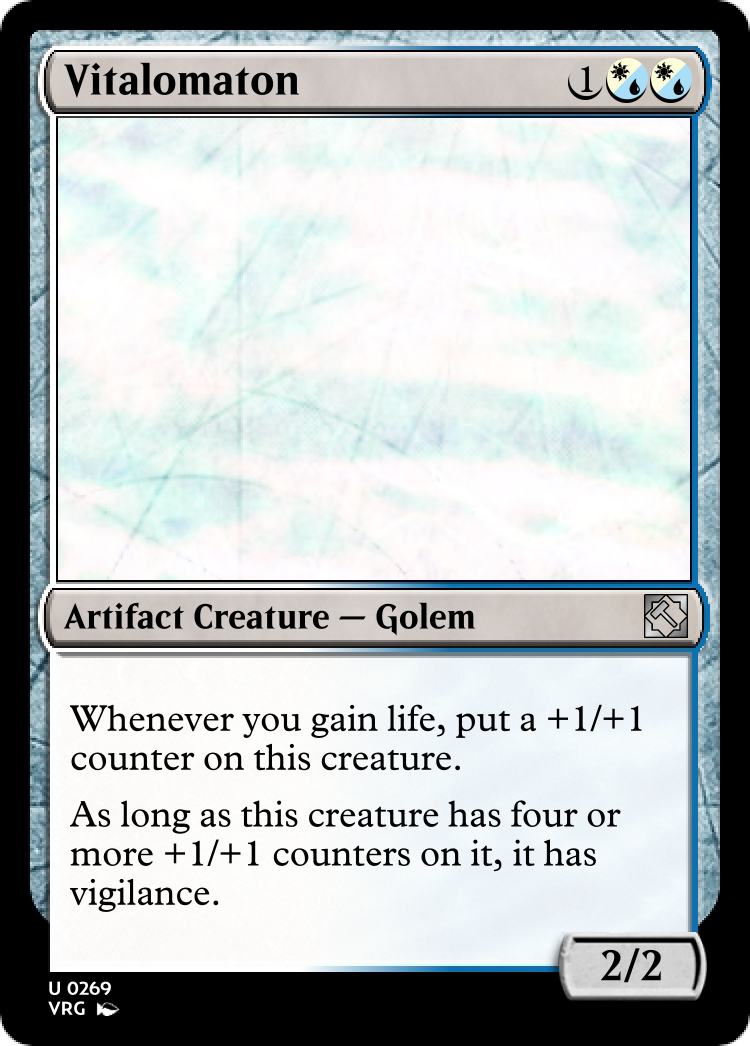 Vitalomaton 1
Artifact Creature — Golem
Whenever you gain life, put a +1/+1
counter on this creature.
As long as this creature has four or
more +1/+1 counters on it, it has
vigilance.
2/2
U 0269
VRG